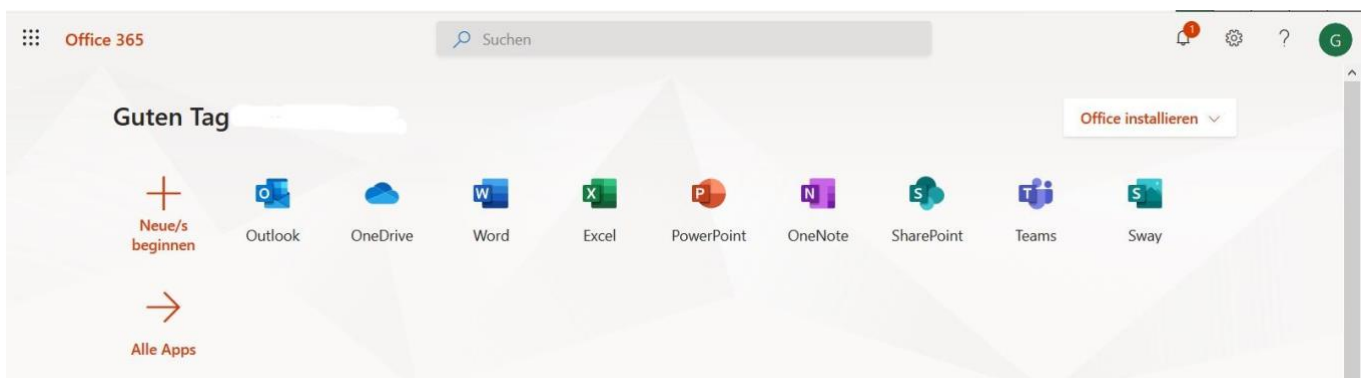 Office 365
Suchen
1
?
G
Guten Tag
Office installieren
Neue/s
beginnen
Outlook
OneDrive
Word
Excel
PowerPoint
OneNote
SharePoint
Teams
Sway
Alle Apps